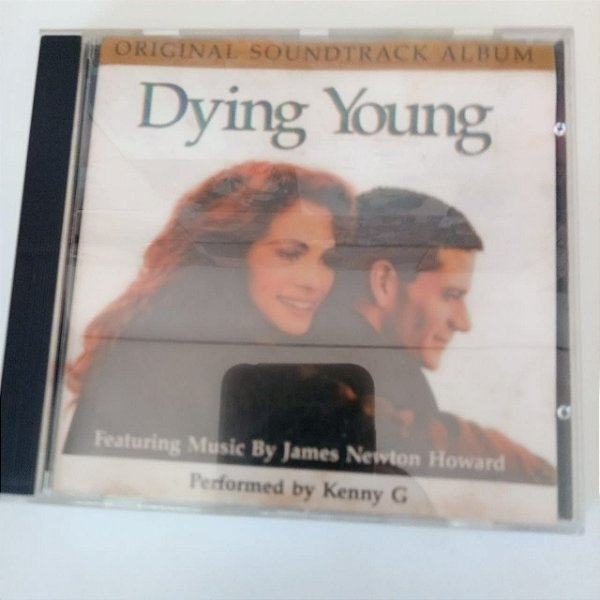 ORIGINAL SOUNDTRACK ALBUM
Dying Young
Featuring Music By James Newton Howard
Performed by Kenny G